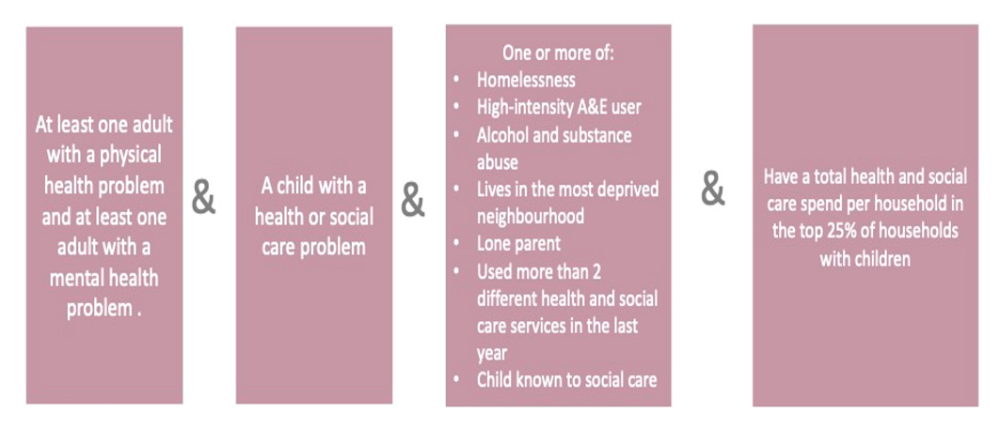 At least one adult
with a physical
health problem
and at least one
adult with a
mental health
problem .
&
A child with a
health or social
care problem
&
One or more of:
• Homelessness
• High-intensity A&E user
• Alcohol and substance
abuse
• Lives in the most deprived
neighbourhood
• Lone parent
• Used more than 2
different health and social
care services in the last
year
• Child known to social care
&
Have a total health and social
care spend per household in
the top 25% of households
with children